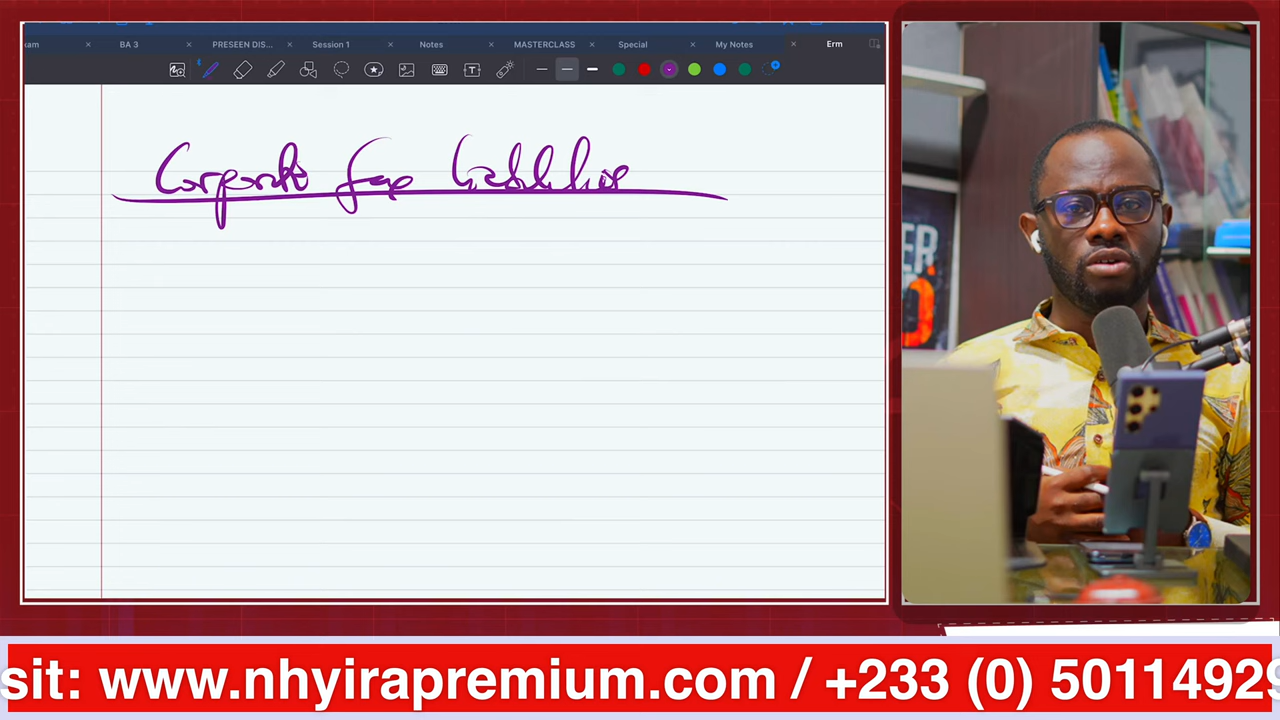 am
BA 3
PRESEEN DIS...
Session 1
Notes
MASTERCLASS
Special
My Notes
Erm
Corporate
ER
sit: www.nhyirapremium.com / +233 (0) 50114929